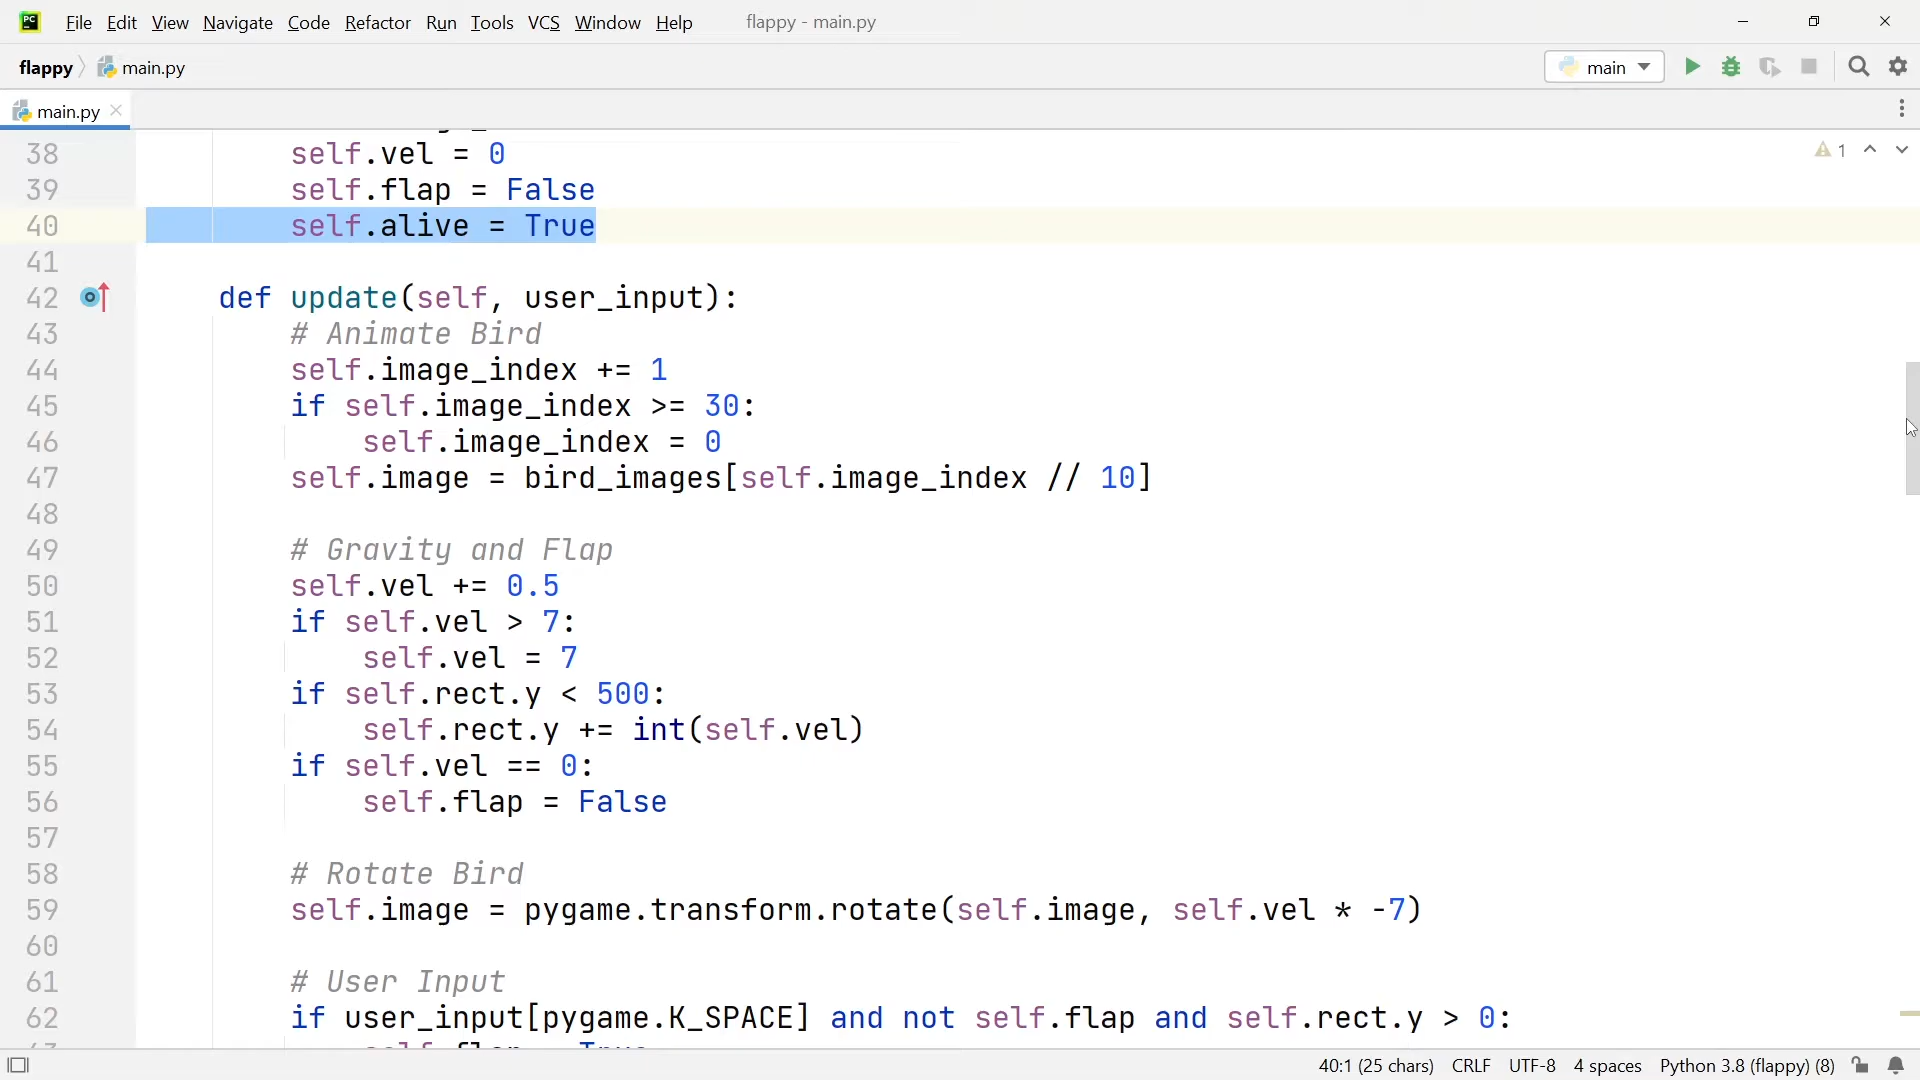 PC File Edit View Navigate Code Refactor Run Tools VCS Window Help flappy - main.py
flappy main.py main
main.py
38 self.vel = 0 1
39 self.flap = False
40 self.alive = True
41
42 def update(self, user_input):
43 # Animate Bird
44 self.image_index += 1
45 if self.image_index >= 30:
46 self.image_index = 0
47 self.image = bird_images[self.image_index // 10]
48
49 # Gravity and Flap
50 self.vel += 0.5
51 if self.vel > 7:
52 self.vel = 7
53 if self.rect.y < 500:
54 self.rect.y += int(self.vel)
55 if self.vel == 0:
56 self.flap = False
57
58 # Rotate Bird
59 self.image = pygame.transform.rotate(self.image, self.vel * -7)
60
61 # User Input
62 if user_input[pygame.K_SPACE] and not self.flap and self.rect.y > 0:
40:1 (25 chars) CRLF UTF-8 4 spaces Python 3.8 (flappy) (8)